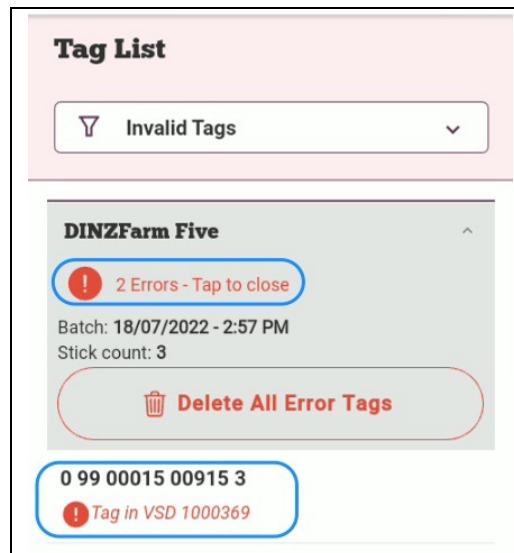 Tag List
Invalid Tags
DINZFarm Five
2 Errors - Tap to close
Batch: 18/07/2022 - 2:57 PM
Stick count: 3
Delete All Error Tags
0 99 00015 00915 3
Tag in VSD 1000369